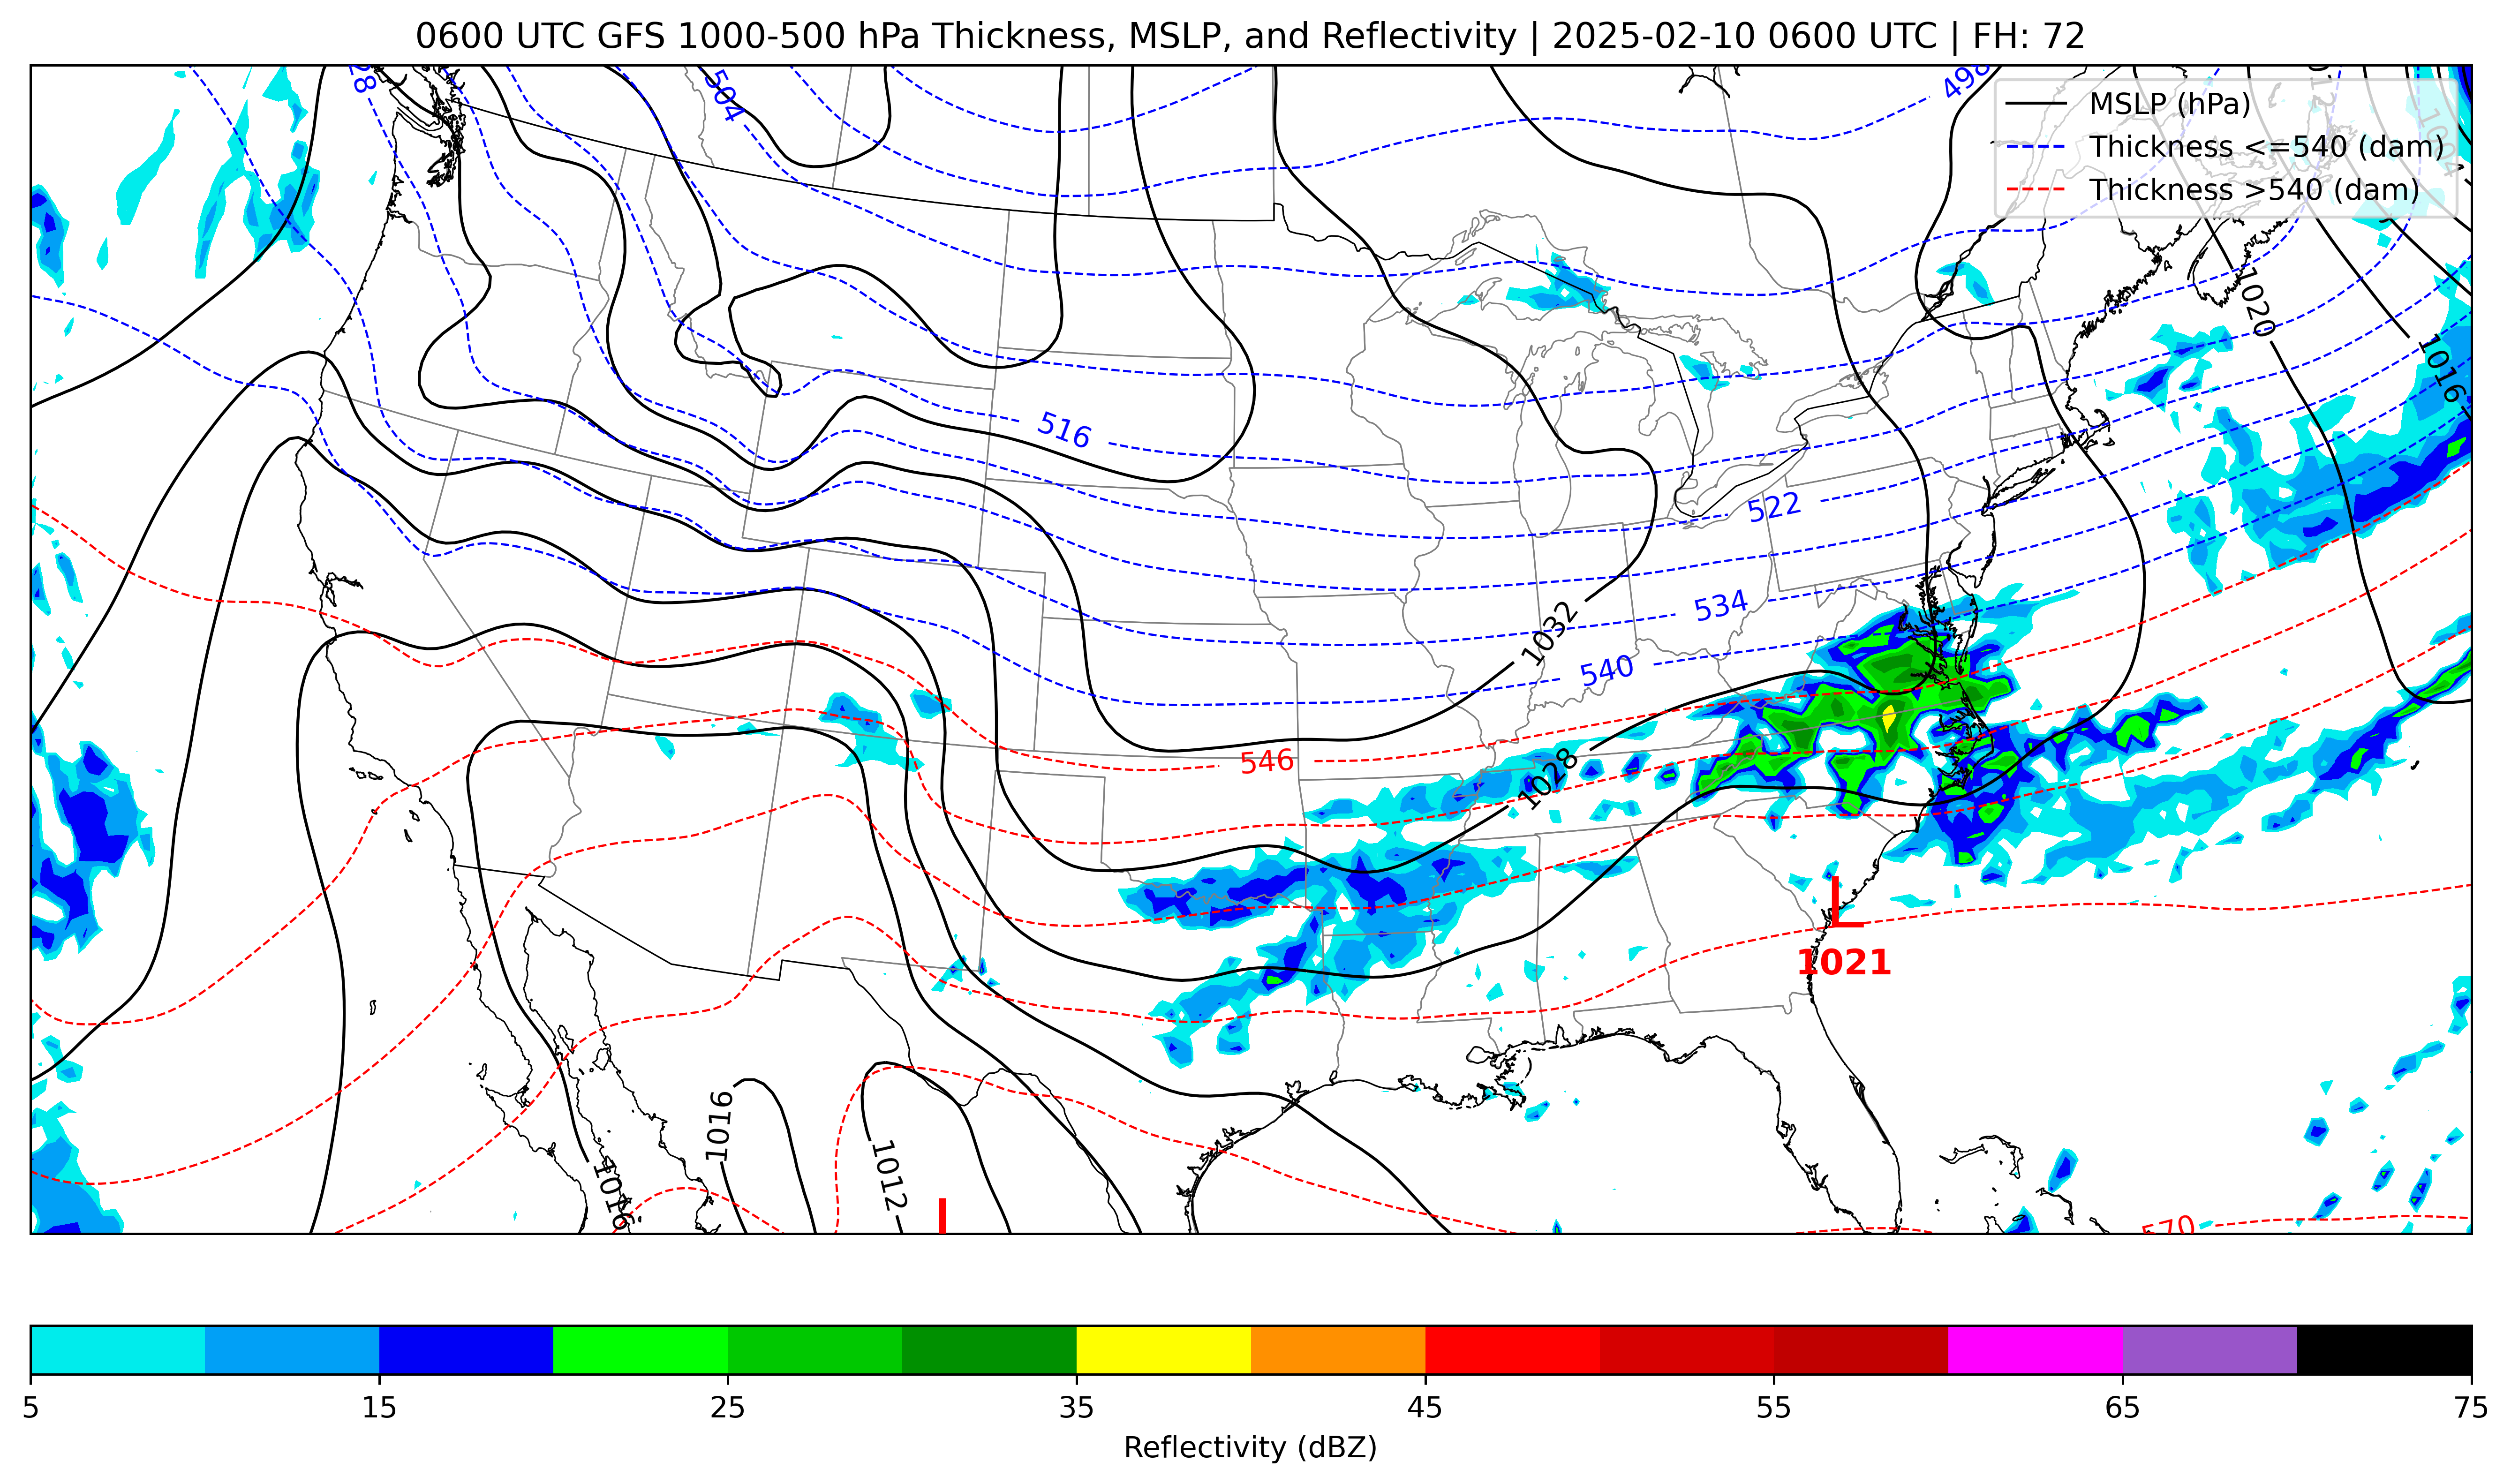 0600 UTC GFS 1000-500 hPa Thickness, MSLP, and Reflectivity | 2025-02-10 0600 UTC | FH: 72
504
498
MSLP (hPa)
Thickness <=540 (dam)
Thickness >540 (dam)
1020
1016
516
522
534
1032
540
546
1028
L
1021
1016
1012
1016
5 15 25 35 45 55 65 75
Reflectivity (dBZ)